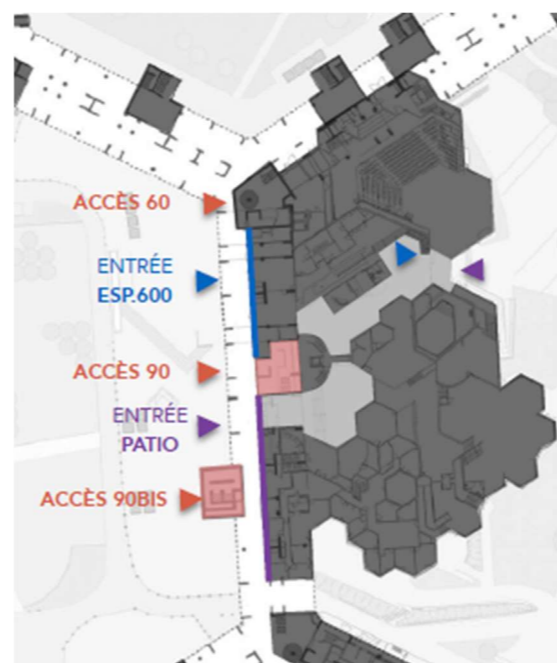 ACCÈS 60
ENTRÉE
ESP.600
ACCÈS 90
ENTRÉE
PATIO
ACCÈS 90BIS